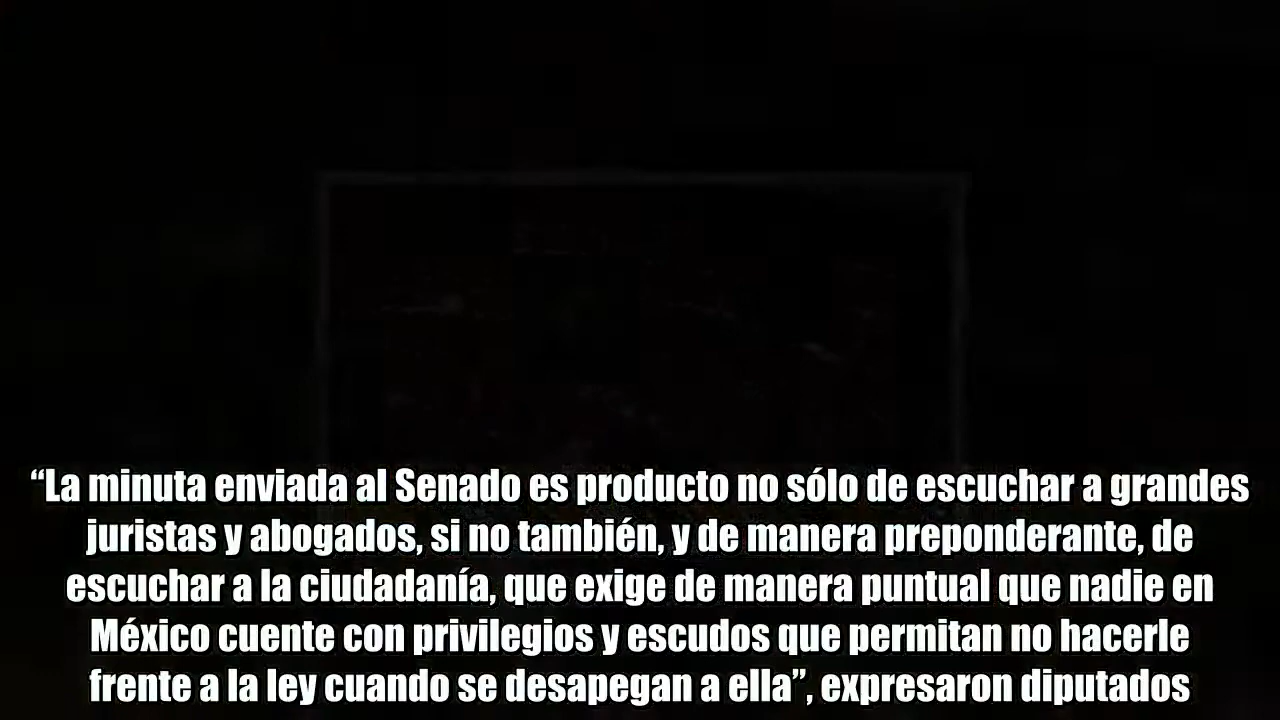 “La minuta enviada al Senado es producto no sólo de escuchar a grandes
juristas y abogados, si no también, y de manera preponderante, de
escuchar a la ciudadanía, que exige de manera puntual que nadie en
México cuente con privilegios y escudos que permitan no hacerle
frente a la ley cuando se desapegan a ella”, expresaron diputados